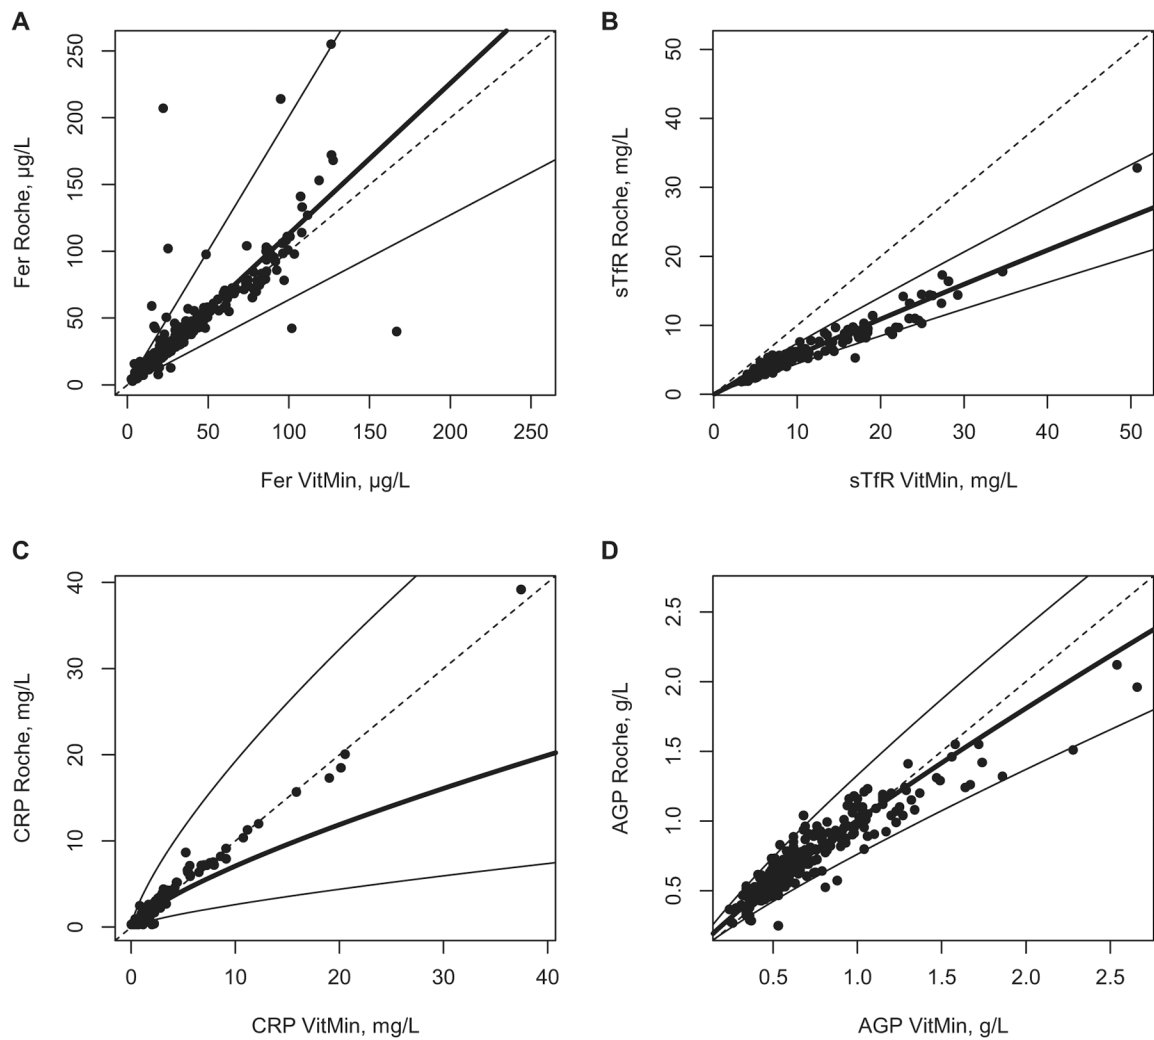 A
Fer Roche, µg/L
250
200
150
100
50
0
0 50 100 150 200 250
Fer VitMin, µg/L
B
sTfR Roche, mg/L
50
40
30
20
10
0
0 10 20 30 40 50
sTfR VitMin, mg/L
C
CRP Roche, mg/L
40
30
20
10
0
0 10 20 30 40
CRP VitMin, mg/L
D
AGP Roche, g/L
2.5
2.0
1.5
1.0
0.5
0.5 1.0 1.5 2.0 2.5
AGP VitMin, g/L